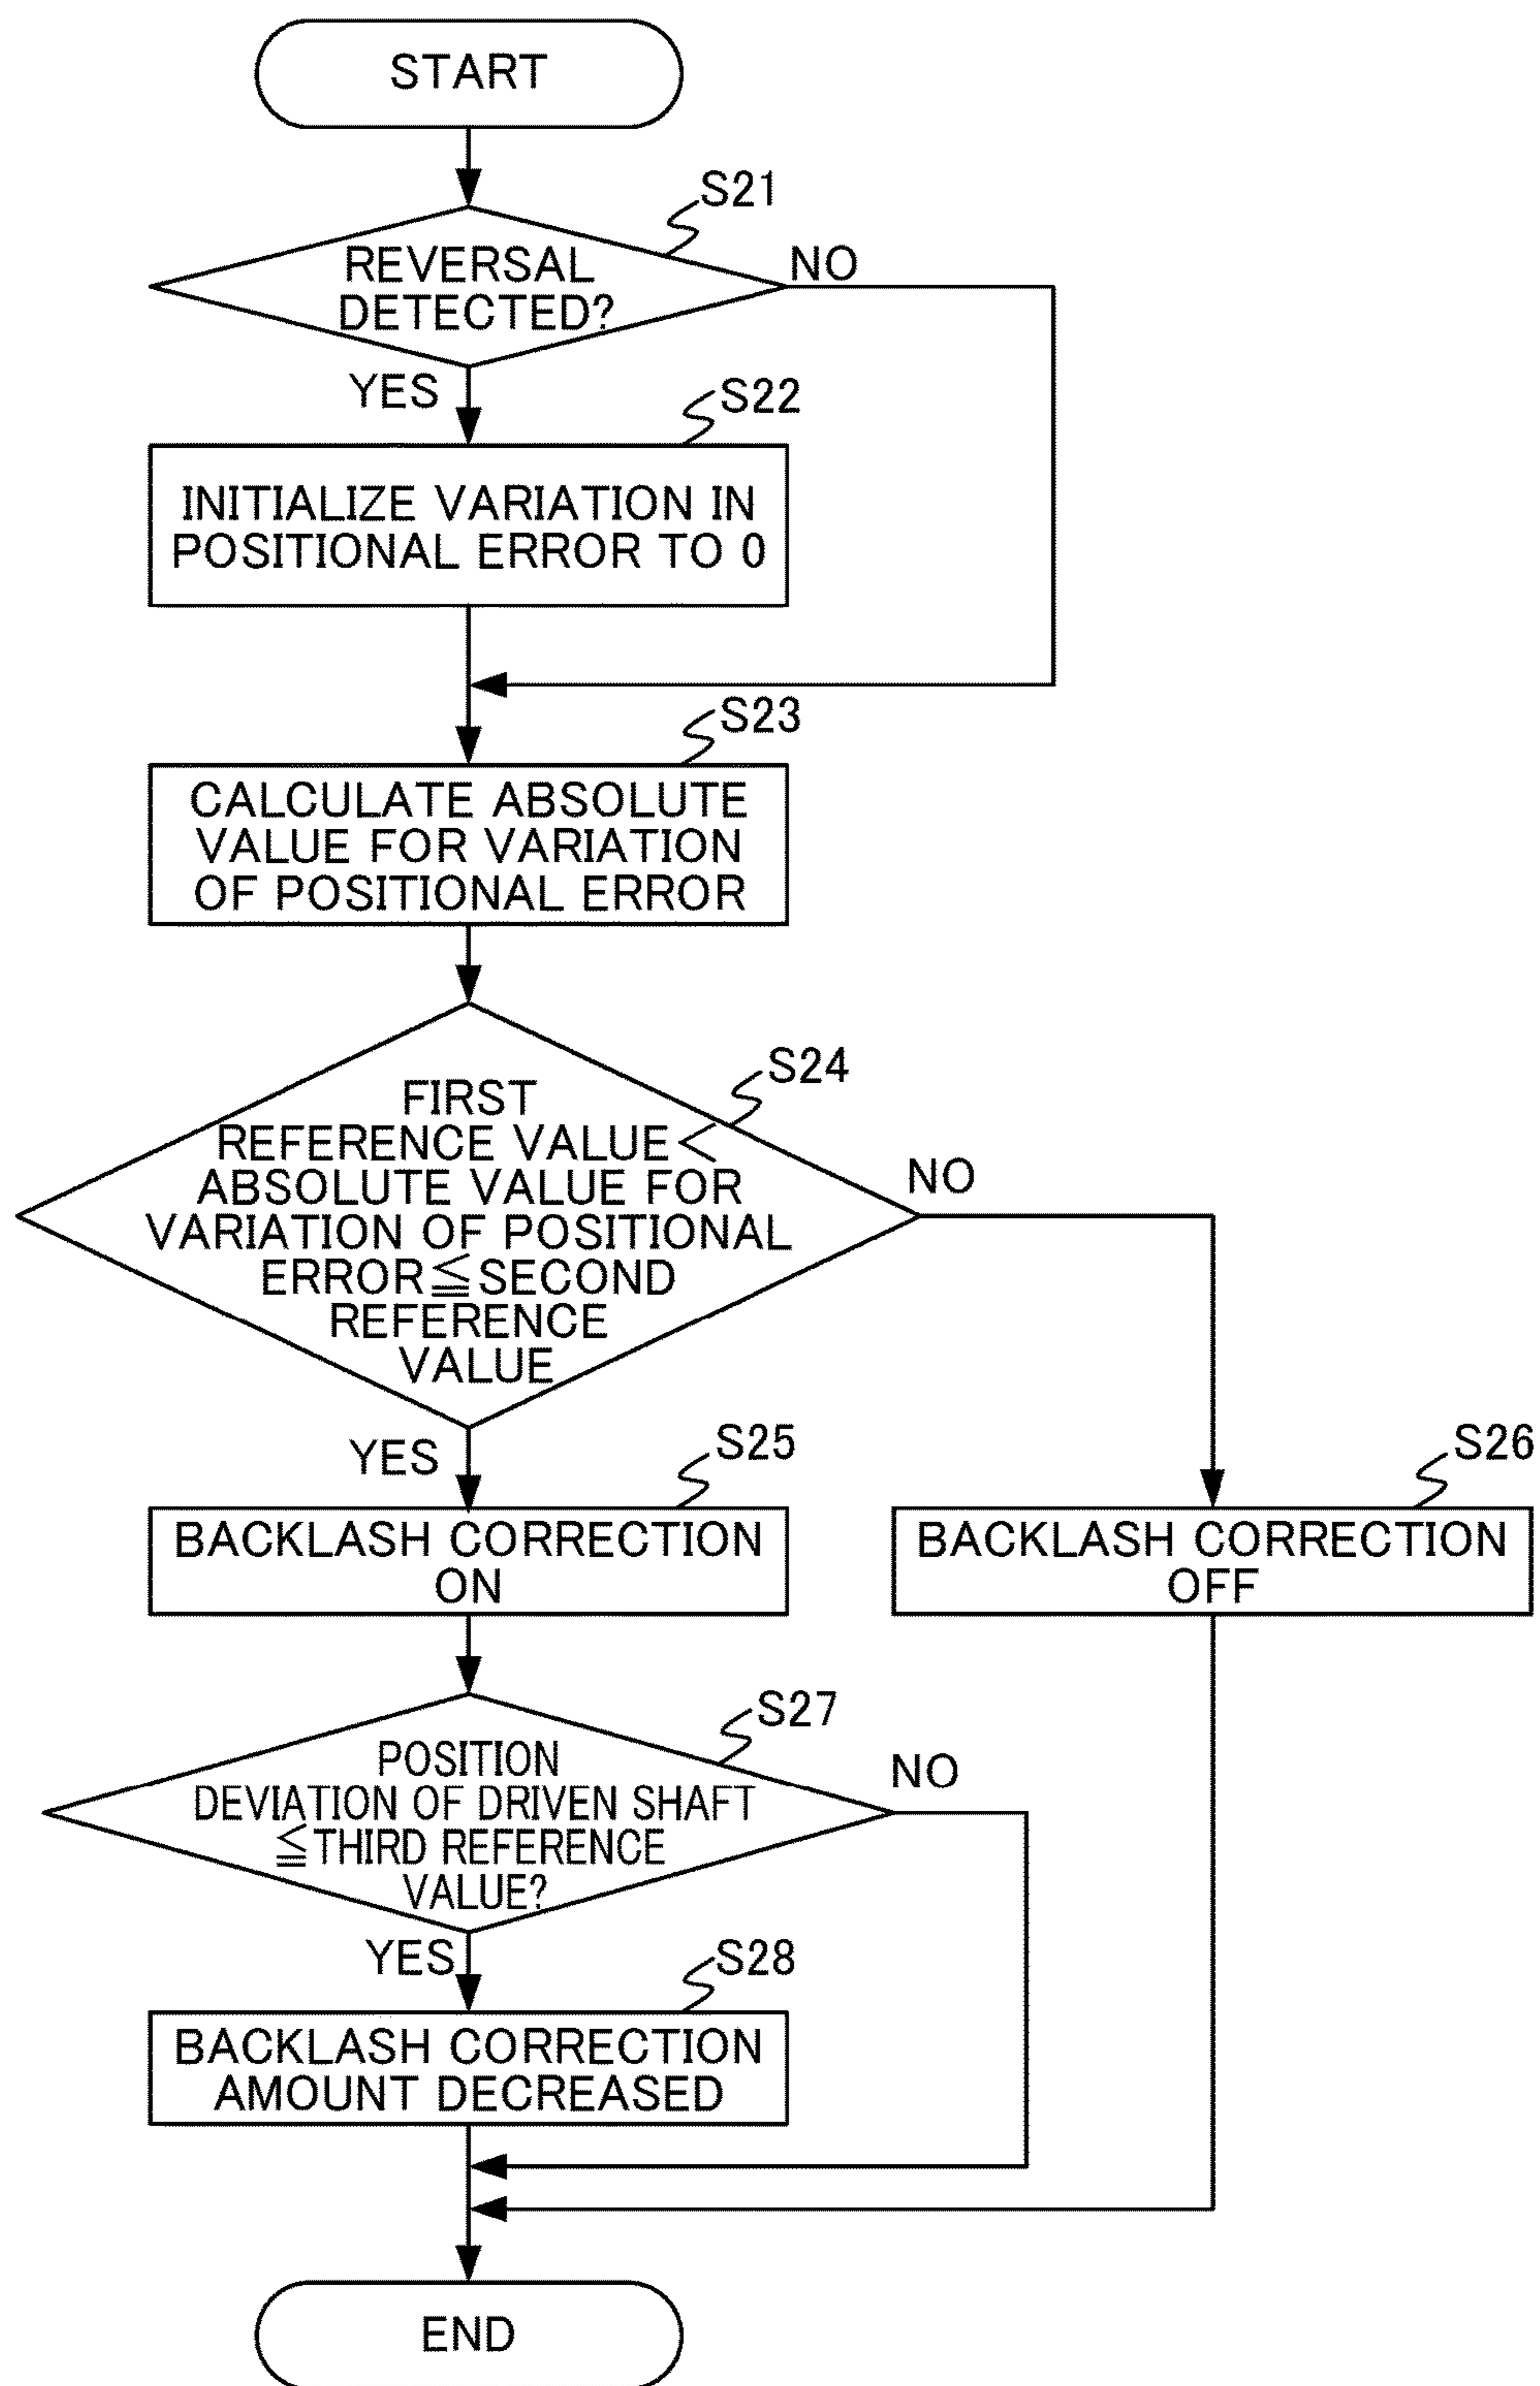 START
S21
REVERSAL
DETECTED?
NO
YES
S22
INITIALIZE VARIATION IN
POSITIONAL ERROR TO 0
S23
CALCULATE ABSOLUTE
VALUE FOR VARIATION
OF POSITIONAL ERROR
S24
FIRST
REFERENCE VALUE<
ABSOLUTE VALUE FOR
VARIATION OF POSITIONAL
ERROR≦SECOND
REFERENCE
VALUE
NO
YES
S25
BACKLASH CORRECTION
ON
S26
BACKLASH CORRECTION
OFF
S27
POSITION
DEVIATION OF DRIVEN SHAFT
≦THIRD REFERENCE
VALUE?
NO
YES
S28
BACKLASH CORRECTION
AMOUNT DECREASED
END